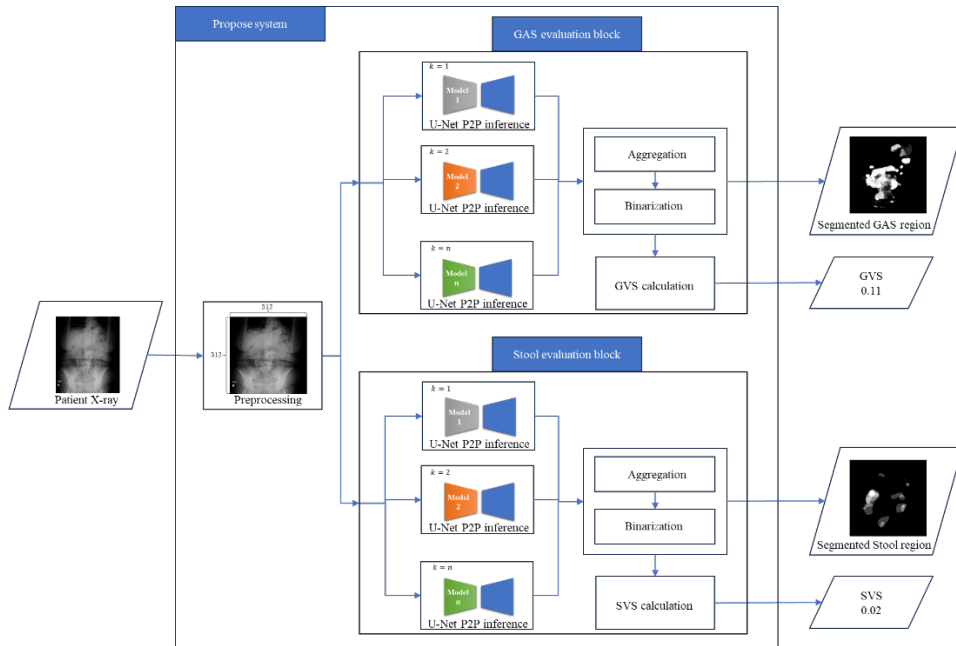 Propose system
GAS evaluation block
k = 1
Model
1
U-Net P2P inference
k = 2
Model
2
U-Net P2P inference
k = n
Model
n
U-Net P2P inference
Aggregation
Binarization
GVS calculation
Segmented GAS region
GVS
0.11
Patient X-ray
512
512
Preprocessing
Stool evaluation block
k = 1
Model
1
U-Net P2P inference
k = 2
Model
2
U-Net P2P inference
k = n
Model
n
U-Net P2P inference
Aggregation
Binarization
SVS calculation
Segmented Stool region
SVS
0.02